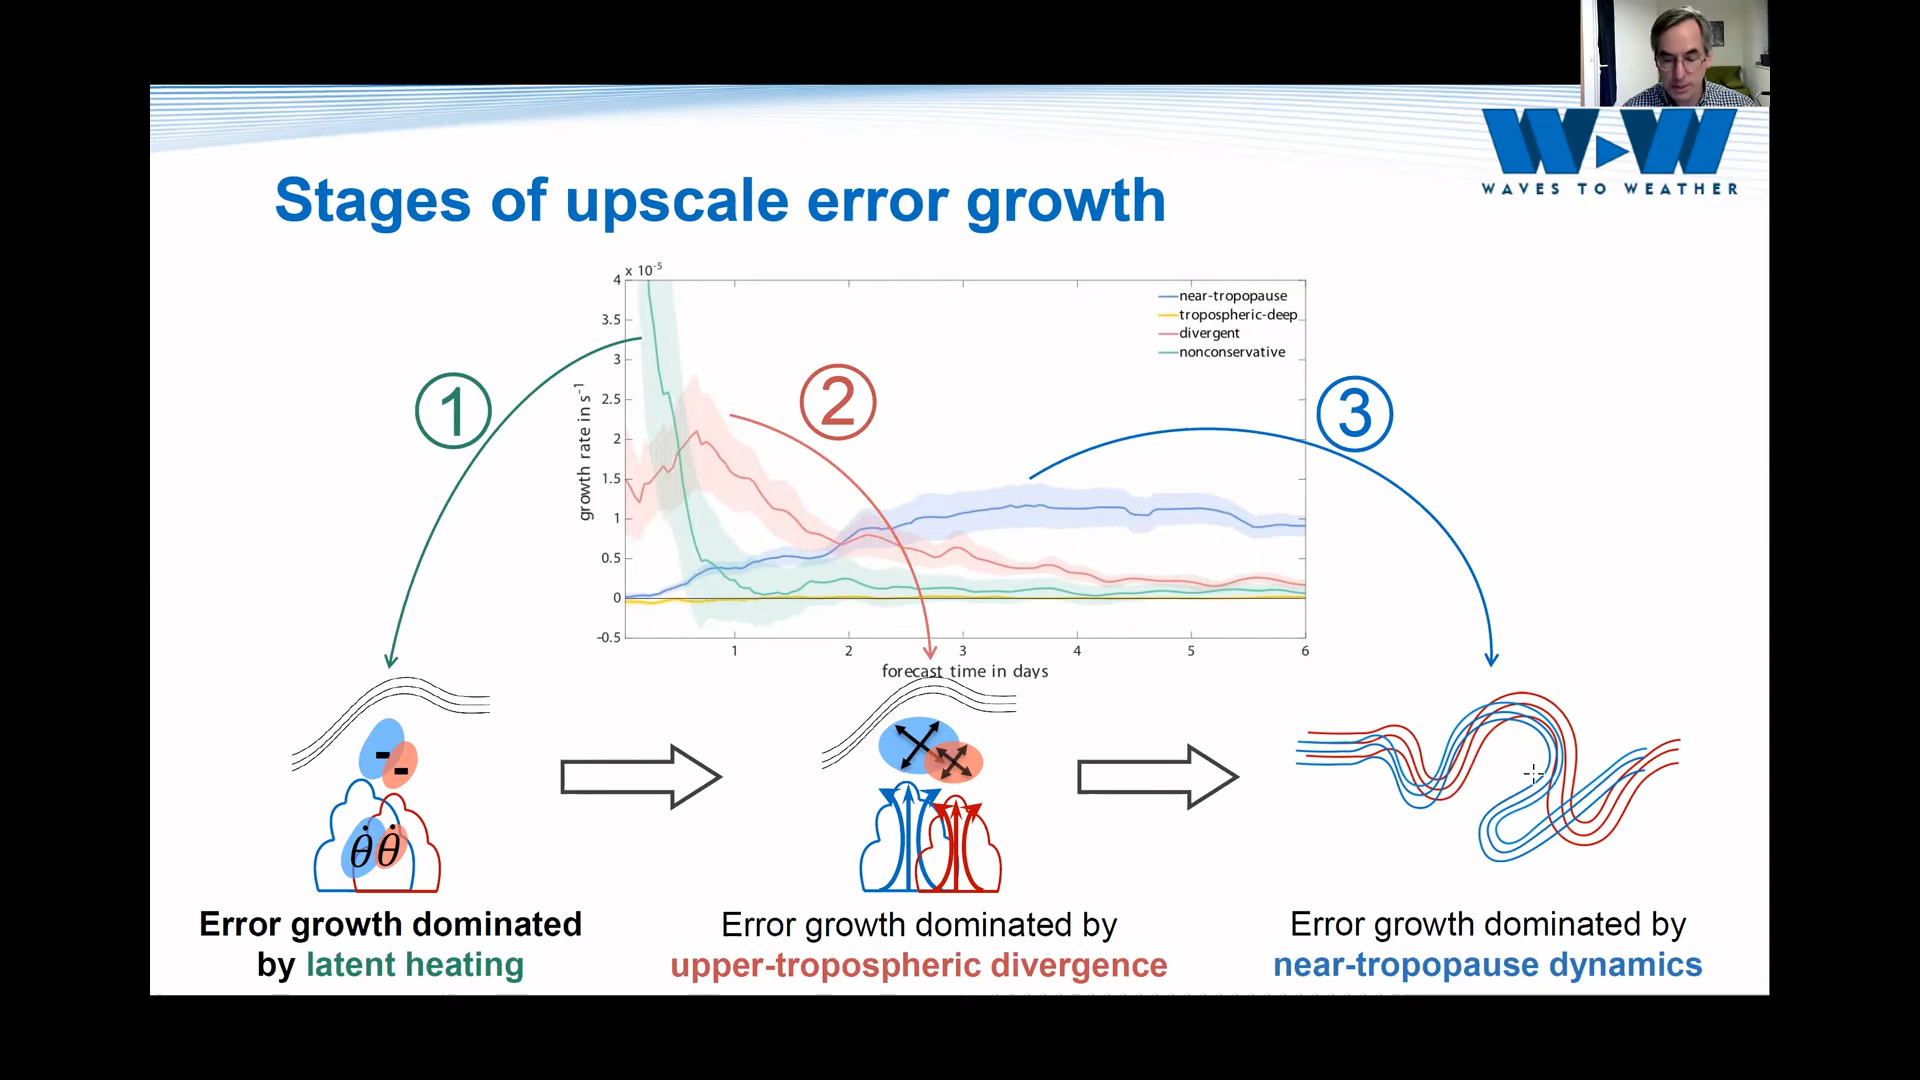 WAVES TO WEATHER
Stages of upscale error growth
x 10⁻⁵
4
3.5
3
2.5
2
1.5
1
0.5
0
-0.5
growth rate in s⁻¹
near-tropopause
tropospheric-deep
divergent
nonconservative
1
2
3
1 2 3 4 5 6
forecast time in days
- -
θ̇ θ̇
Error growth dominated
by latent heating
Error growth dominated by
upper-tropospheric divergence
Error growth dominated by
near-tropopause dynamics